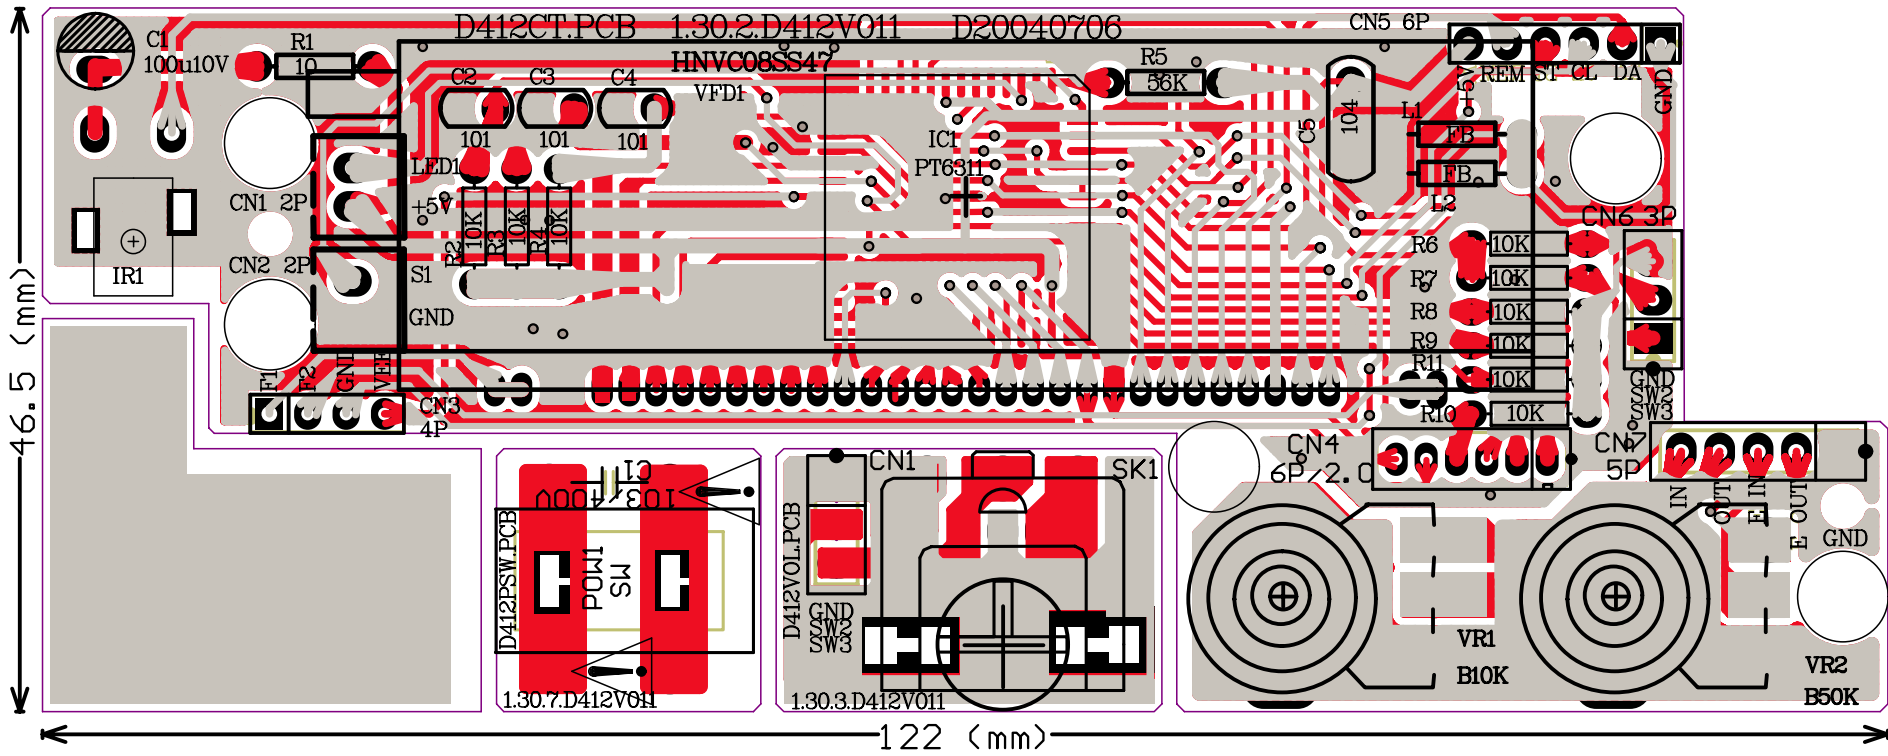 D412CT.PCB 1.30.2.D412V011 D20040706
CN5 6P
C1
100u10V
R1
10
HNVC08SS47
VFD1
C2
101
C3
101
C4
101
R5
56K
C5
104
+5V
REM
ST
CL
DA
GND
L1
FB
FB
L2
IC1
PT6311
LED1
+5V
CN1 2P
CN2 2P
S1
GND
IR1
R2
10K
R3
10K
R4
10K
CN6 3P
R6
10K
R7
10K
R8
10K
R9
10K
R11
10K
R10
10K
GND
SW2
SW3
F1
F2
GND
VEE
CN3
4P
CN4
6P/2.0
CN7
5P
IN
OUT
E IN
E OUT
GND
VR1
B10K
VR2
B50K
C1
103/400V
D412PSW.PCB
POM1
SW
1.30.7.D412V011
CN1
SK1
D412VOL.PCB
GND
SW2
SW3
1.30.3.D412V011
46.5 (mm)
122 (mm)